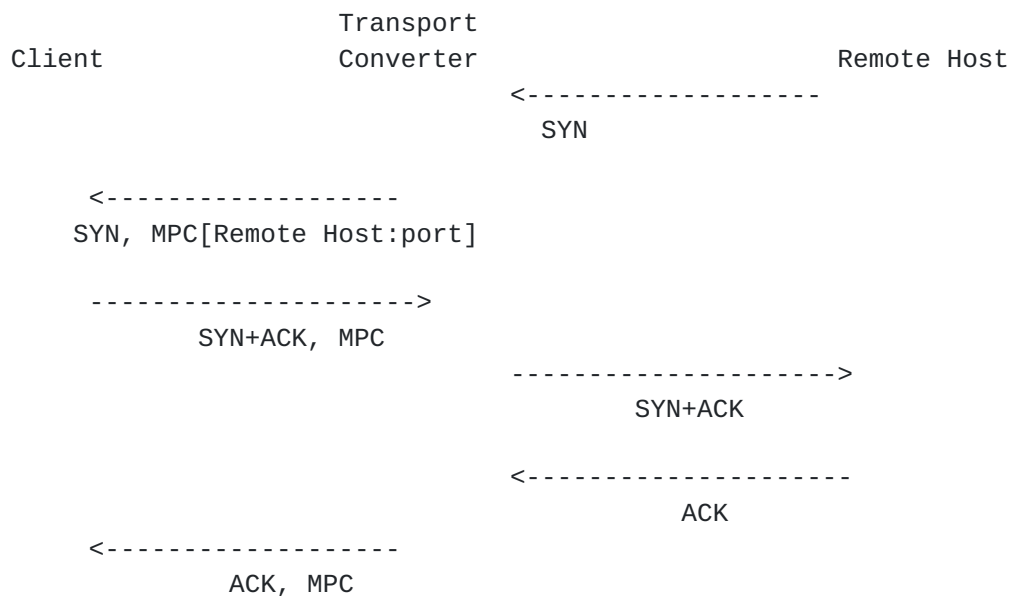 Transport
Client Converter Remote Host
<-------------------
SYN
<-------------------
SYN, MPC[Remote Host:port]
--------------------->
SYN+ACK, MPC
--------------------->
SYN+ACK
<---------------------
ACK
<-------------------
ACK, MPC